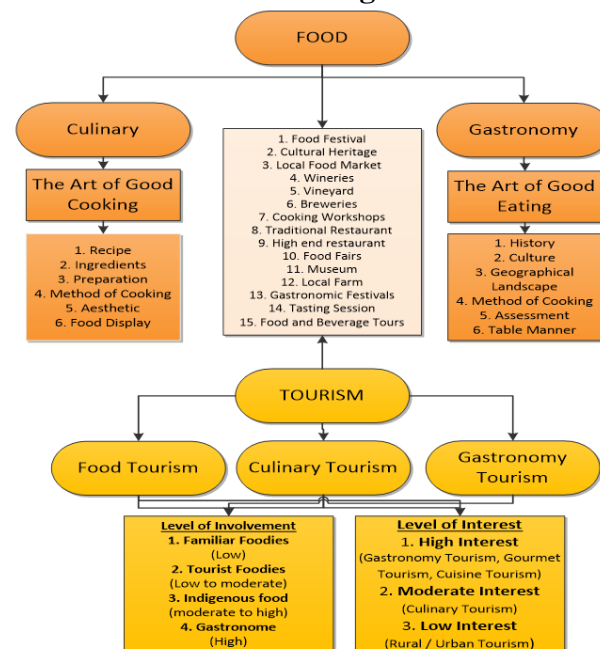 FOOD
Culinary
Gastronomy
The Art of Good
Cooking
The Art of Good
Eating
1. Recipe
2. Ingredients
3. Preparation
4. Method of Cooking
5. Aesthetic
6. Food Display
1. Food Festival
2. Cultural Heritage
3. Local Food Market
4. Wineries
5. Vineyard
6. Breweries
7. Cooking Workshops
8. Traditional Restaurant
9. High end restaurant
10. Food Fairs
11. Museum
12. Local Farm
13. Gastronomic Festivals
14. Tasting Session
15. Food and Beverage Tours
1. History
2. Culture
3. Geographical
Landscape
4. Method of Cooking
5. Assessment
6. Table Manner
TOURISM
Food Tourism
Culinary Tourism
Gastronomy
Tourism
Level of Involvement
1. Familiar Foodies
(Low)
2. Tourist Foodies
(Low to moderate)
3. Indigenous food
(moderate to high)
4. Gastronome
(High)
Level of Interest
1. High Interest
(Gastronomy Tourism, Gourmet
Tourism, Cuisine Tourism)
2. Moderate Interest
(Culinary Tourism)
3. Low Interest
(Rural / Urban Tourism)